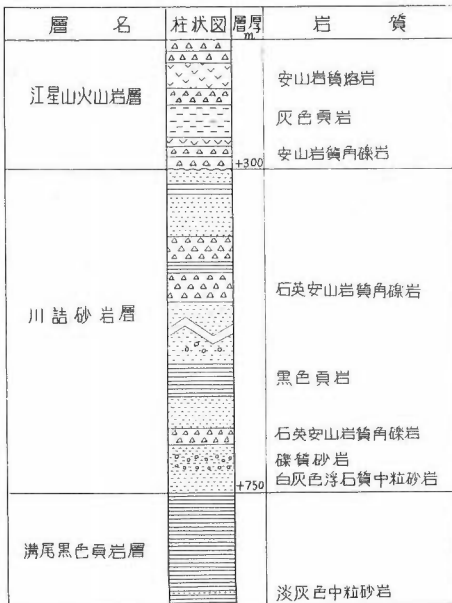 層名 柱状図 層厚m 岩質
江星山火山岩層
安山岩質熔岩
灰色頁岩
安山岩質角礫岩
+300
川詰砂岩層
石英安山岩質角礫岩
黒色頁岩
石英安山岩質角礫岩
礫質砂岩
+750 白灰色浮石質中粒砂岩
溝尾黒色頁岩層
淡灰色中粒砂岩